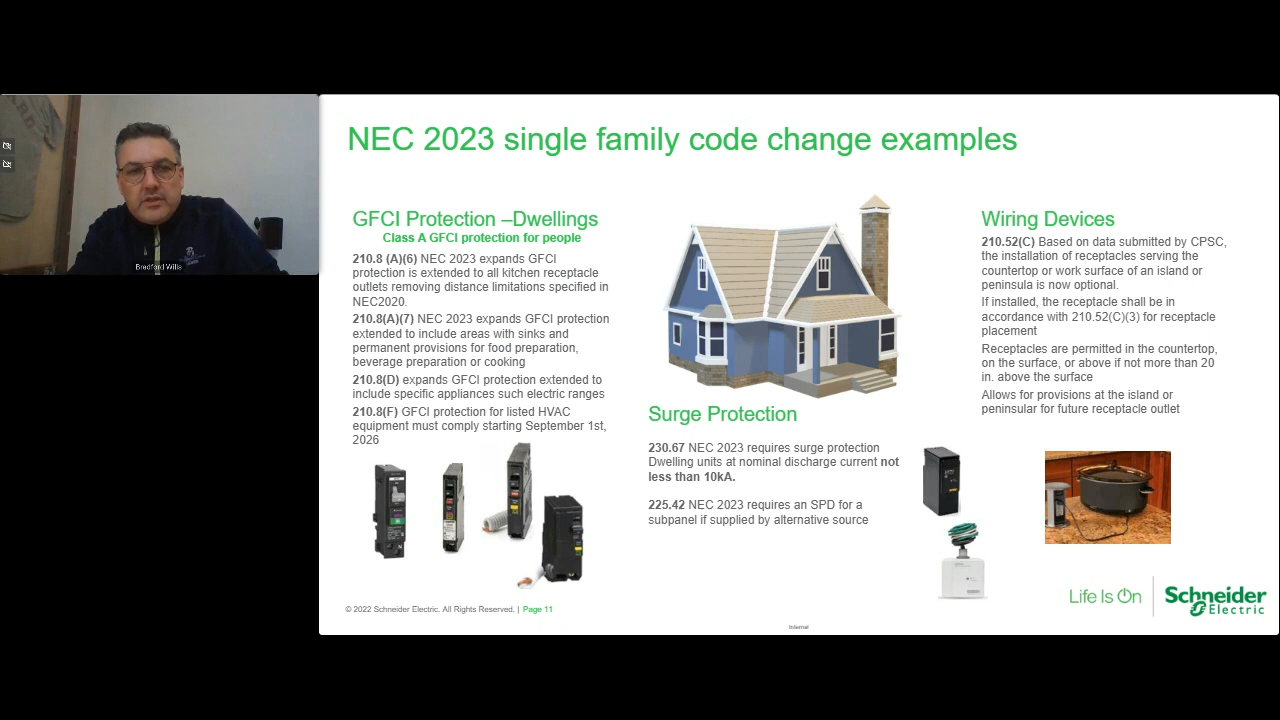 NEC 2023 single family code change examples
GFCI Protection –Dwellings
Class A GFCI protection for people
210.8 (A)(6) NEC 2023 expands GFCI
protection is extended to all kitchen receptacle
outlets removing distance limitations specified in
NEC2020.
210.8(A)(7) NEC 2023 expands GFCI protection
extended to include areas with sinks and
permanent provisions for food preparation,
beverage preparation or cooking
210.8(D) expands GFCI protection extended to
include specific appliances such electric ranges
210.8(F) GFCI protection for listed HVAC
equipment must comply starting September 1st,
2026
Surge Protection
230.67 NEC 2023 requires surge protection
Dwelling units at nominal discharge current not
less than 10kA.
225.42 NEC 2023 requires an SPD for a
subpanel if supplied by alternative source
Wiring Devices
210.52(C) Based on data submitted by CPSC,
the installation of receptacles serving the
countertop or work surface of an island or
peninsula is now optional.
If installed, the receptacle shall be in
accordance with 210.52(C)(3) for receptacle
placement
Receptacles are permitted in the countertop,
on the surface, or above if not more than 20
in. above the surface
Allows for provisions at the island or
peninsular for future receptacle outlet
Bradford Wills
© 2022 Schneider Electric. All Rights Reserved. | Page 11
Internal
Life Is On
Schneider
Electric